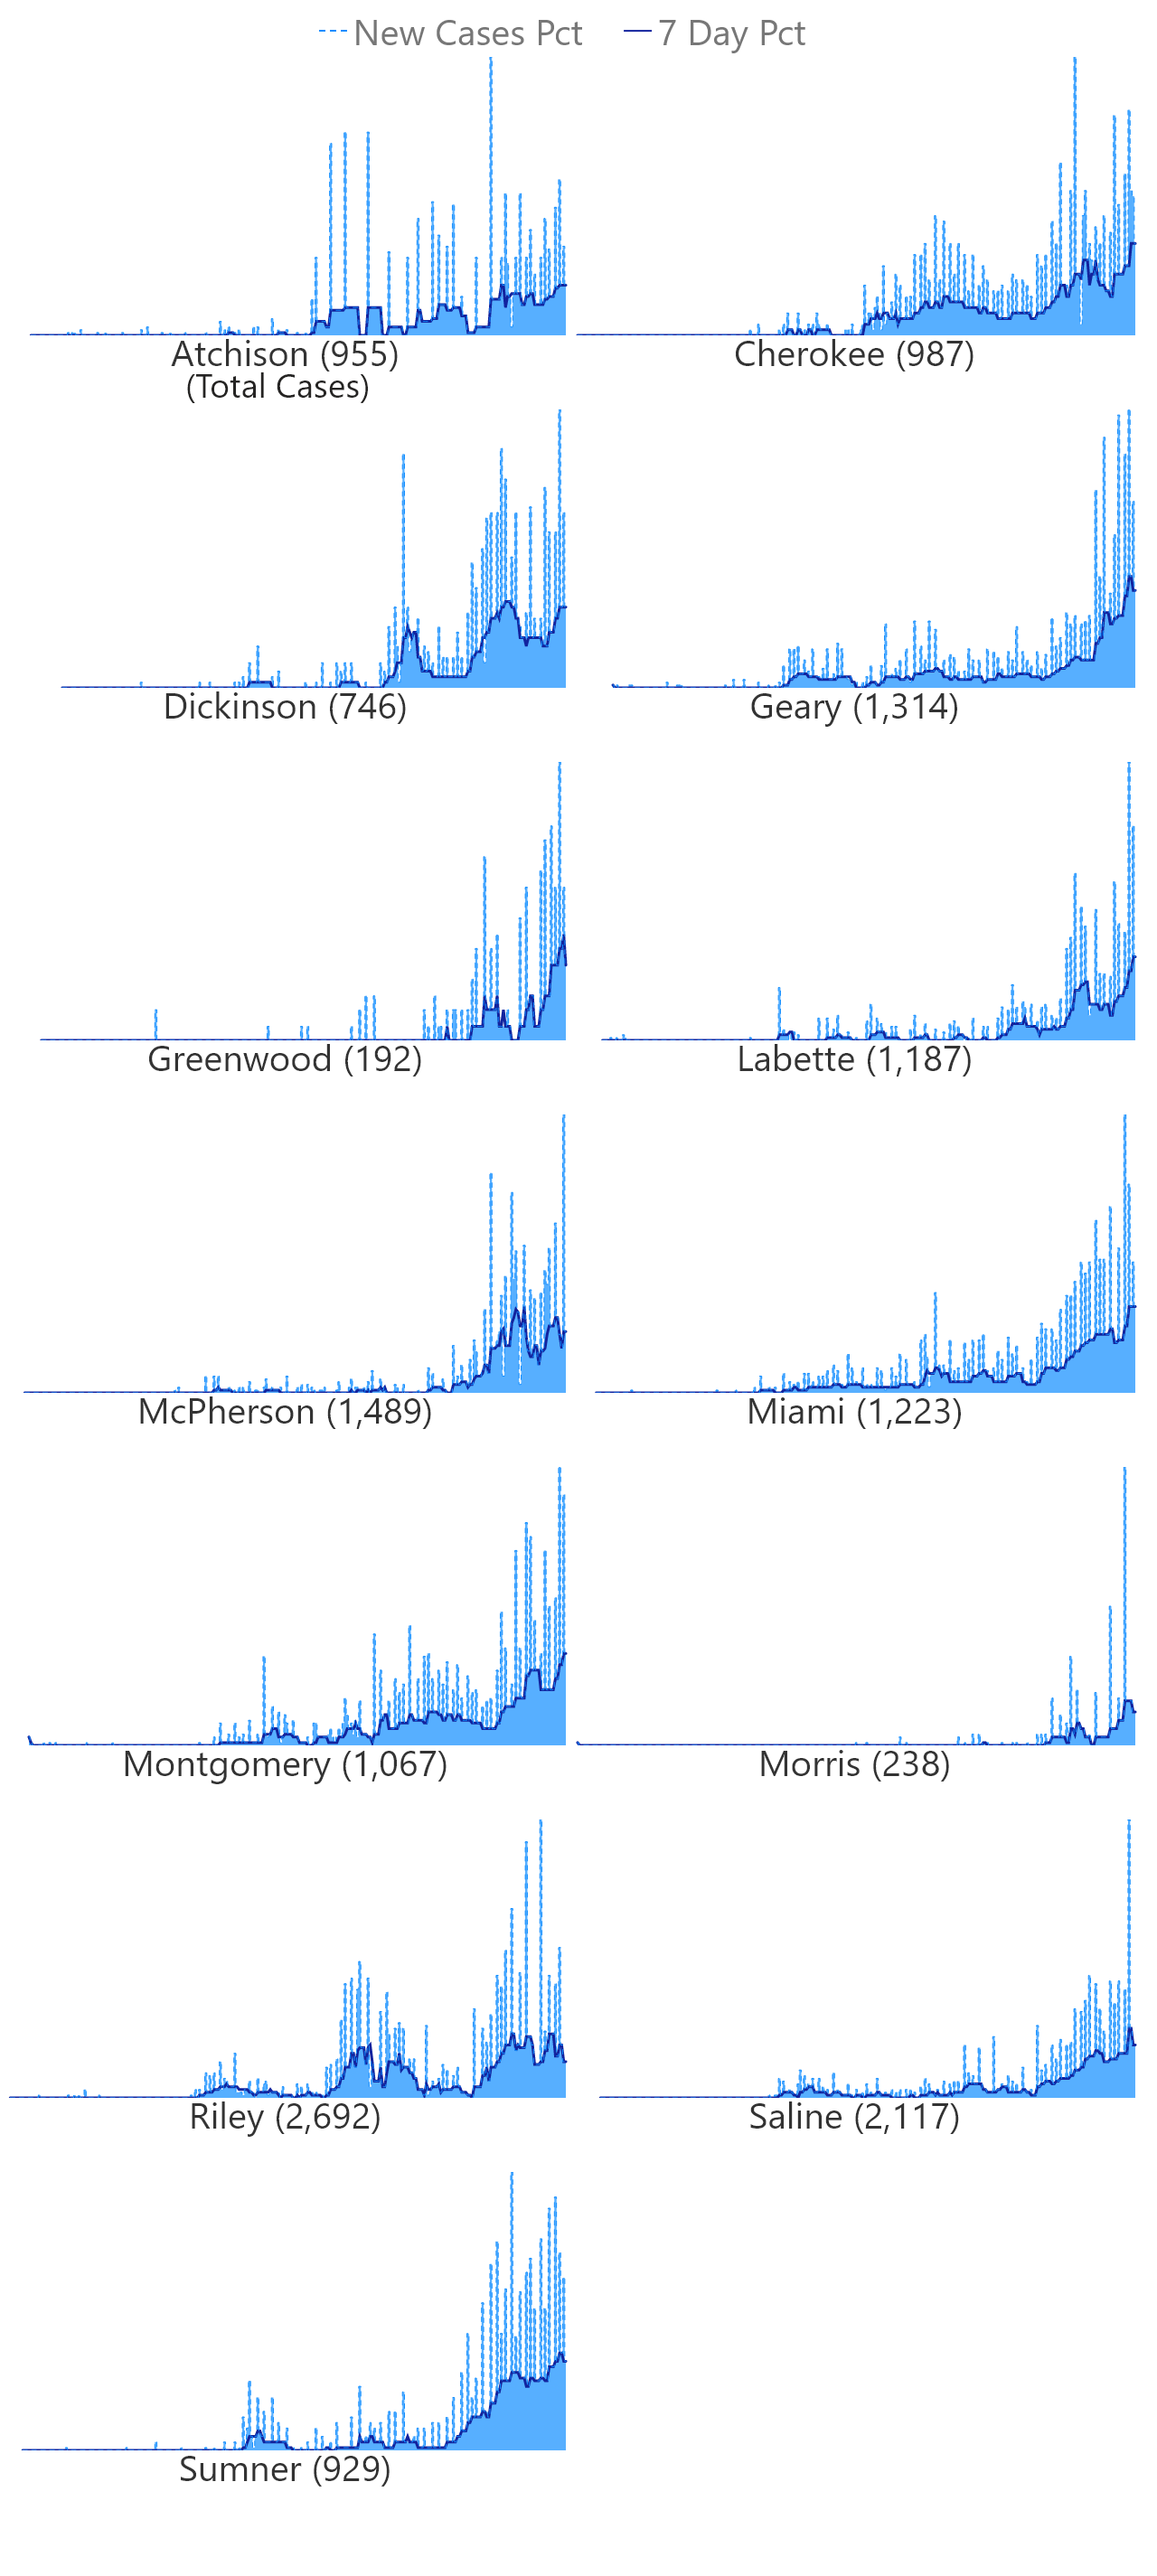 New Cases Pct 7 Day Pct
Atchison (955)
(Total Cases)
Cherokee (987)
Dickinson (746)
Geary (1,314)
Greenwood (192)
Labette (1,187)
McPherson (1,489)
Miami (1,223)
Montgomery (1,067)
Morris (238)
Riley (2,692)
Saline (2,117)
Sumner (929)